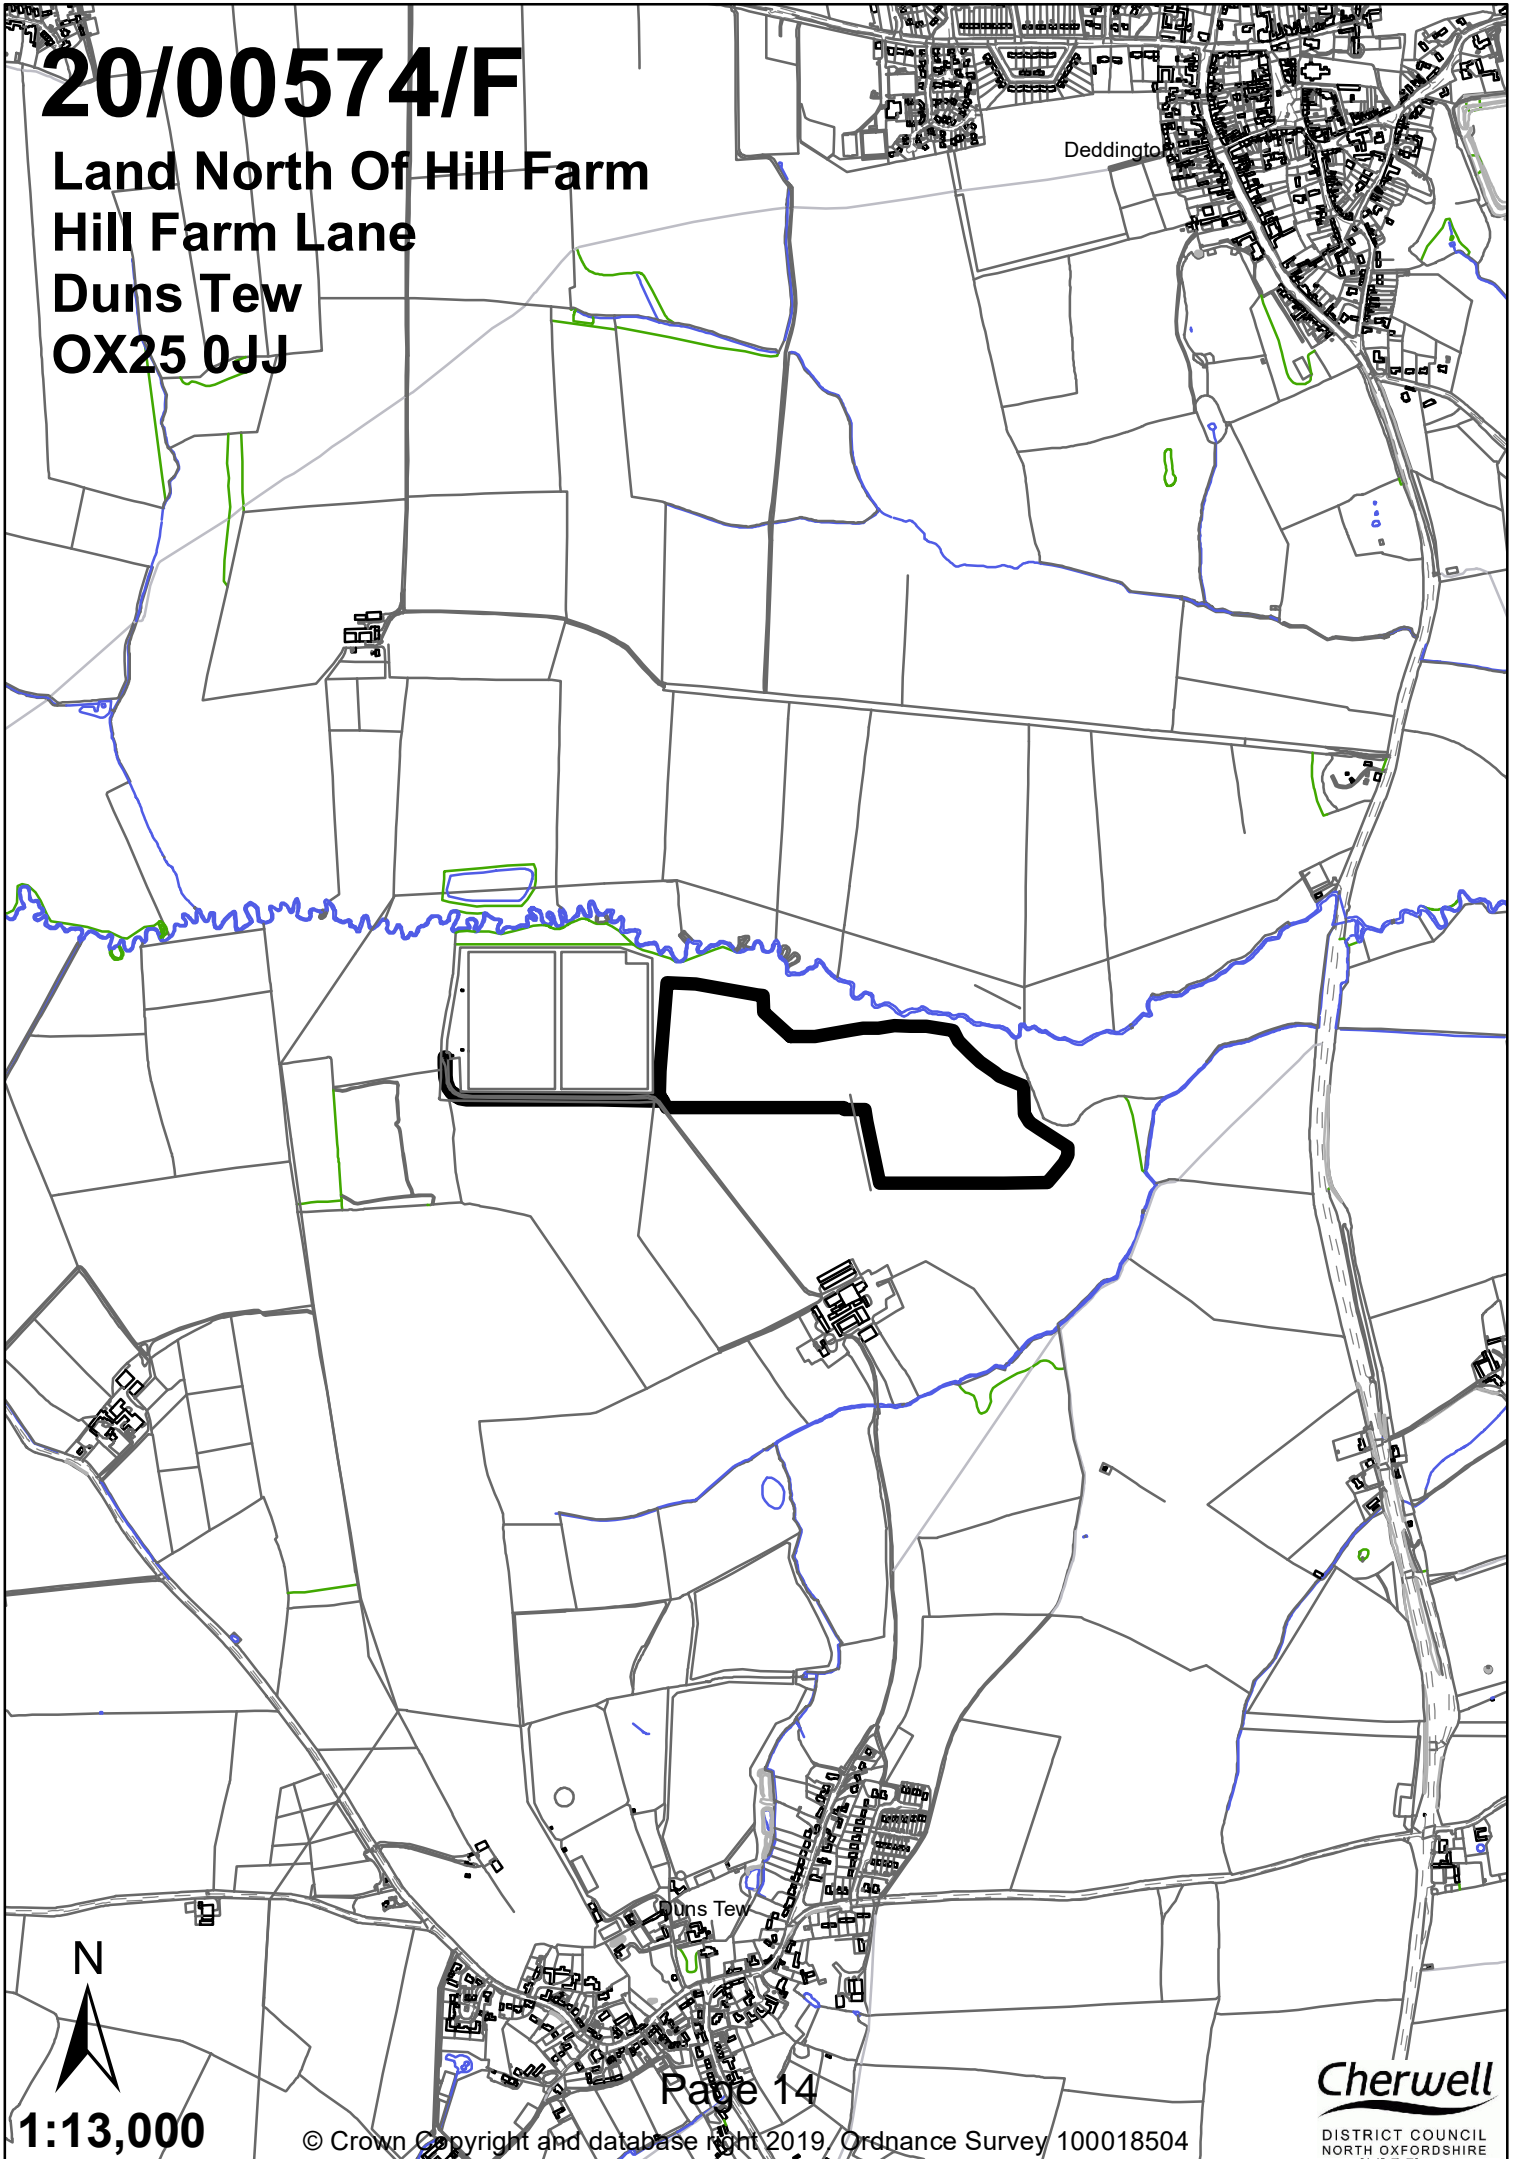 20/00574/F
Land North Of Hill Farm
Hill Farm Lane
Duns Tew
OX25 0JJ
Deddington
Duns Tew
N
1:13,000
Page 14
© Crown Copyright and database right 2019. Ordnance Survey 100018504
Cherwell
DISTRICT COUNCIL
NORTH OXFORDSHIRE